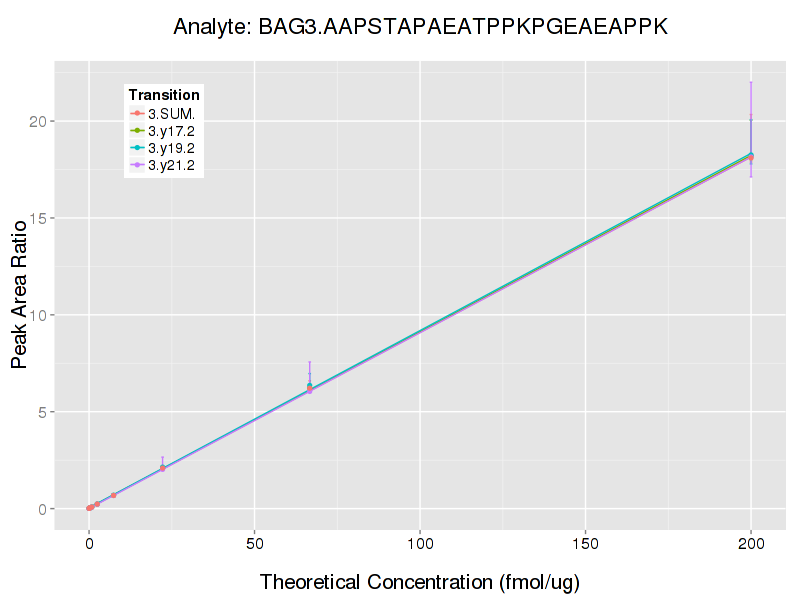 Analyte: BAG3.AAPSTAPAEATPPKPGEAEAPPK
Transition
3.SUM.
3.y17.2
3.y19.2
3.y21.2
Peak Area Ratio
20
15
10
5
0
0 50 100 150 200
Theoretical Concentration (fmol/ug)